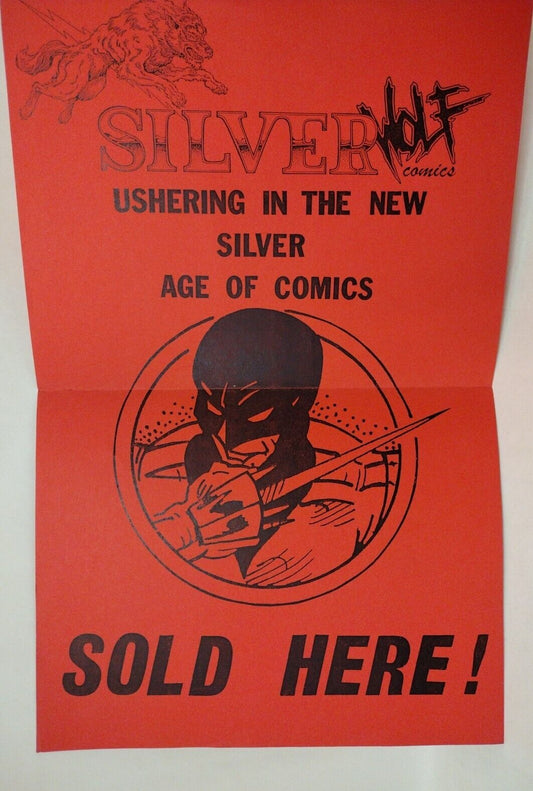 SILVERWOLF
comics
USHERING IN THE NEW
SILVER
AGE OF COMICS
SOLD HERE!